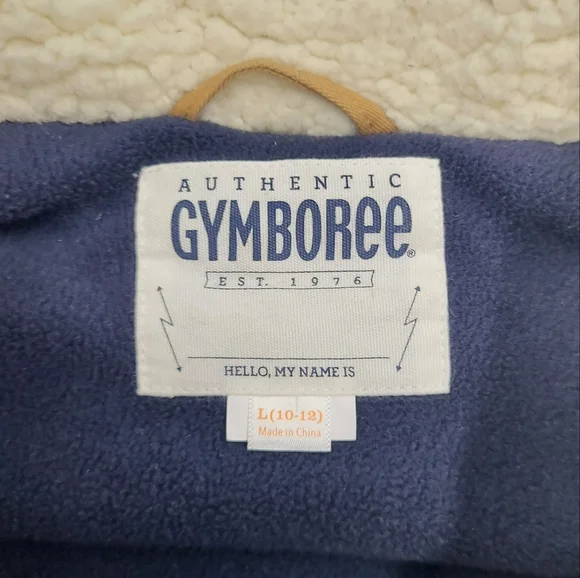 AUTHENTIC
GYMBOREE®
EST. 1976
HELLO, MY NAME IS
L(10-12)
Made in China